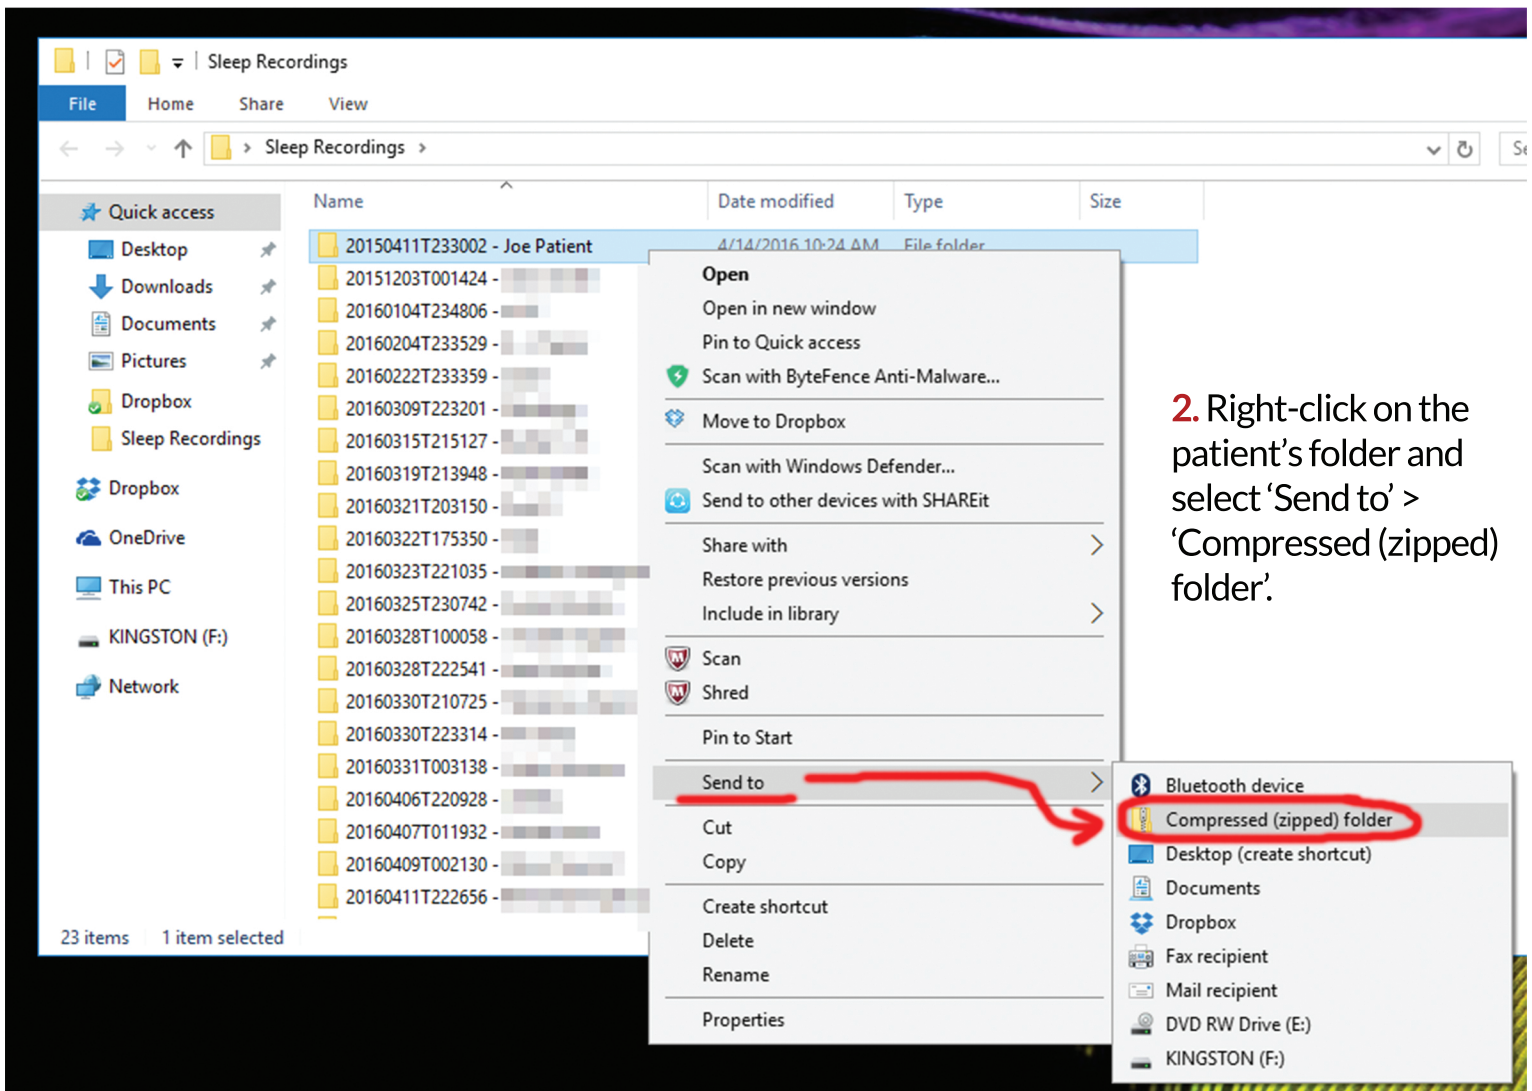 Sleep Recordings
File Home Share View
Sleep Recordings
Se
Name Date modified Type Size
Quick access
Desktop
Downloads
Documents
Pictures
Dropbox
Sleep Recordings
Dropbox
OneDrive
This PC
KINGSTON (F:)
Network
20150411T233002 - Joe Patient 4/14/2016 10:24 AM File folder
20151203T001424 -
20160104T234806 -
20160204T233529 -
20160222T233359 -
20160309T223201 -
20160315T215127 -
20160319T213948 -
20160321T203150 -
20160322T175350 -
20160323T221035 -
20160325T230742 -
20160328T100058 -
20160328T222541 -
20160330T210725 -
20160330T223314 -
20160331T003138 -
20160406T220928 -
20160407T011932 -
20160409T002130 -
20160411T222656 -
23 items 1 item selected
Open
Open in new window
Pin to Quick access
Scan with ByteFence Anti-Malware...
Move to Dropbox
Scan with Windows Defender...
Send to other devices with SHAREit
Share with
Restore previous versions
Include in library
Scan
Shred
Pin to Start
Send to
Cut
Copy
Create shortcut
Delete
Rename
Properties
Bluetooth device
Compressed (zipped) folder
Desktop (create shortcut)
Documents
Dropbox
Fax recipient
Mail recipient
DVD RW Drive (E:)
KINGSTON (F:)
2. Right-click on the
patient’s folder and
select ‘Send to’ >
‘Compressed (zipped)
folder’.